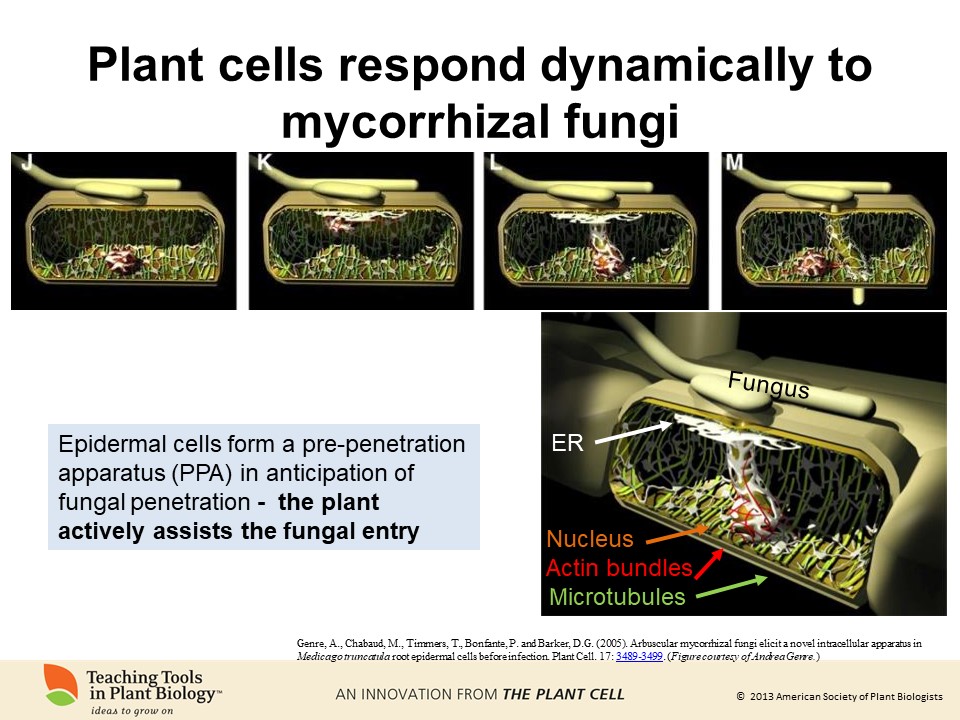 Plant cells respond dynamically to
mycorrhizal fungi
J K L M
Fungus
ER
Epidermal cells form a pre-penetration
apparatus (PPA) in anticipation of
fungal penetration - the plant
actively assists the fungal entry
Nucleus
Actin bundles
Microtubules
Genre, A., Chabaud, M., Timmers, T., Bonfante, P. and Barker, D.G. (2005). Arbuscular mycorrhizal fungi elicit a novel intracellular apparatus in
Medicago truncatula root epidermal cells before infection. Plant Cell. 17: 3489-3499. (Figure courtesy of Andrea Genre.)
Teaching Tools
in Plant Biology™
ideas to grow on
AN INNOVATION FROM THE PLANT CELL
© 2013 American Society of Plant Biologists